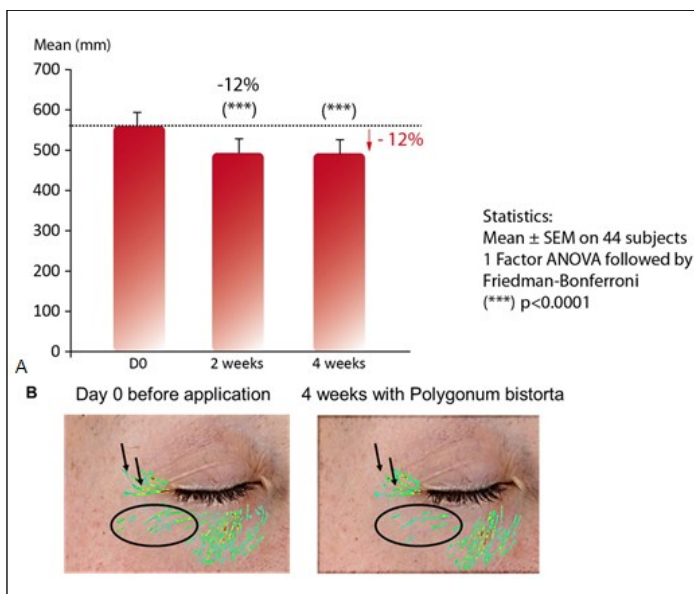 Mean (mm)
700
600
500
400
300
200
100
0
-12%
(***)
(***)
- 12%
D0
2 weeks
4 weeks
Statistics:
Mean ± SEM on 44 subjects
1 Factor ANOVA followed by
Friedman-Bonferroni
(***) p<0.0001
A
B
Day 0 before application
4 weeks with Polygonum bistorta